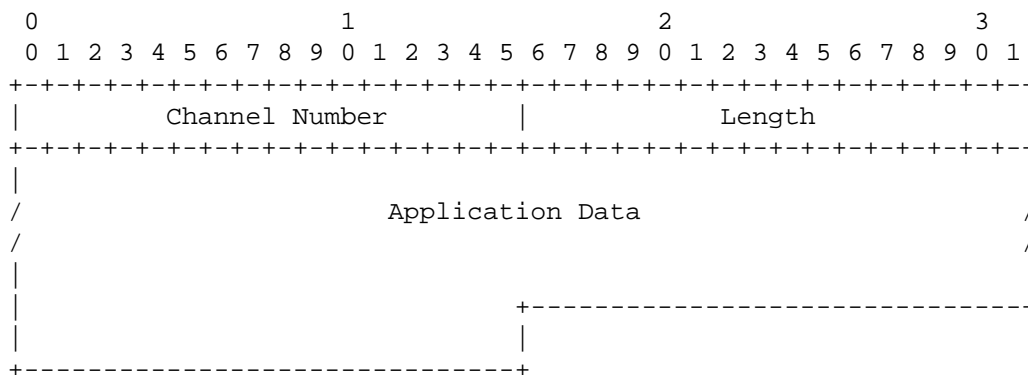 0                   1                   2                   3
0 1 2 3 4 5 6 7 8 9 0 1 2 3 4 5 6 7 8 9 0 1 2 3 4 5 6 7 8 9 0 1
+-+-+-+-+-+-+-+-+-+-+-+-+-+-+-+-+-+-+-+-+-+-+-+-+-+-+-+-+-+-+-+--
|         Channel Number        |            Length
+-+-+-+-+-+-+-+-+-+-+-+-+-+-+-+-+-+-+-+-+-+-+-+-+-+-+-+-+-+-+-+--
|
/                       Application Data                        /
/                                                               /
|
|                               +--------------------------------
|                               |
+-------------------------------+